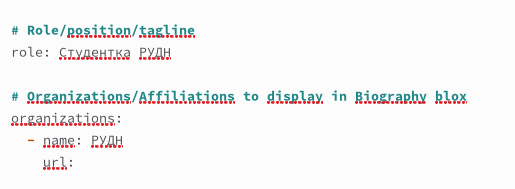 # Role/position/tagline
role: Студентка РУДН
# Organizations/Affiliations to display in Biography blox
organizations:
- name: РУДН
url: